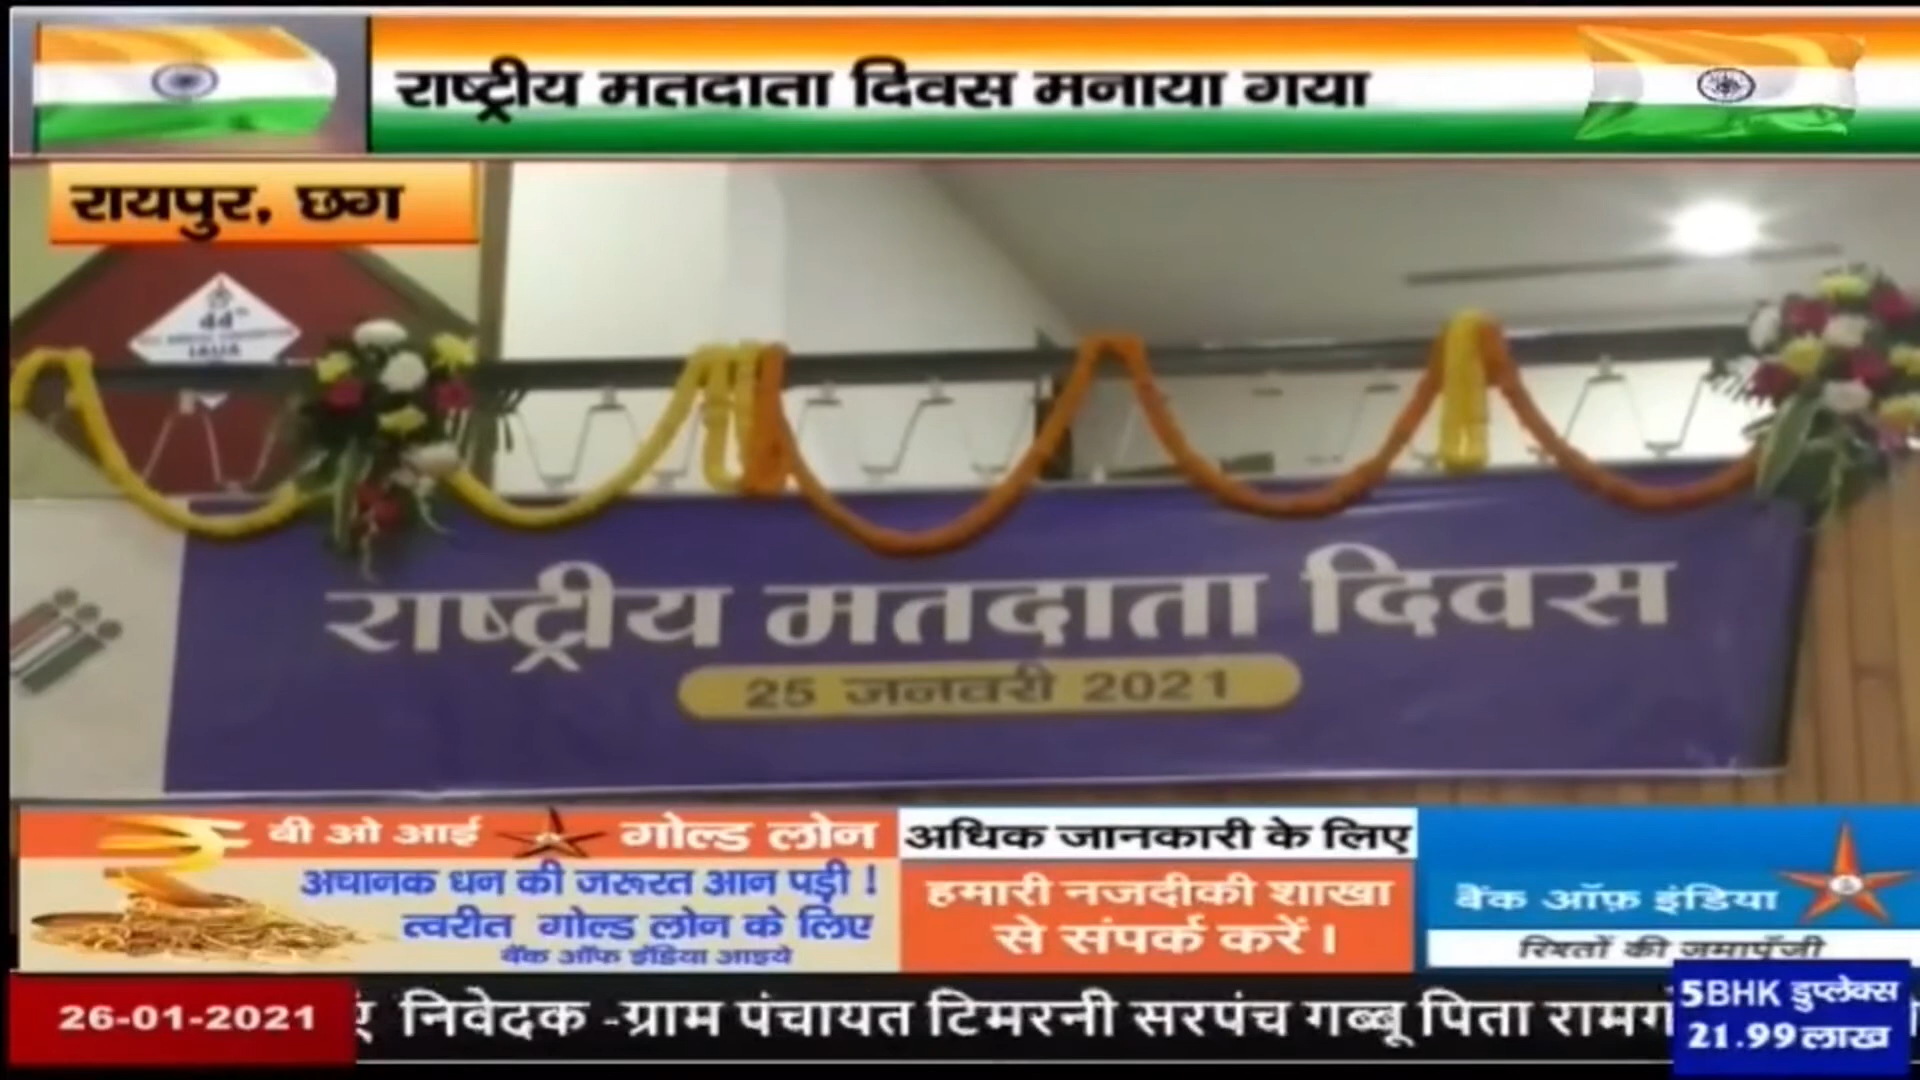 राष्ट्रीय मतदाता दिवस मनाया गया
रायपुर, छग
44th
राष्ट्रीय मतदाता दिवस
25 जनवरी 2021
बी ओ आई गोल्ड लोन
अचानक धन की जरूरत आन पड़ी !
त्वरीत गोल्ड लोन के लिए
बैंक ऑफ इंडिया आइये
अधिक जानकारी के लिए
हमारी नजदीकी शाखा
से संपर्क करें।
बैंक ऑफ़ इंडिया
रिश्तों की जमापूँजी
26-01-2021
निवेदक -ग्राम पंचायत टिमरनी सरपंच गब्बू पिता
5BHK डुप्लेक्स
21.99 लाख